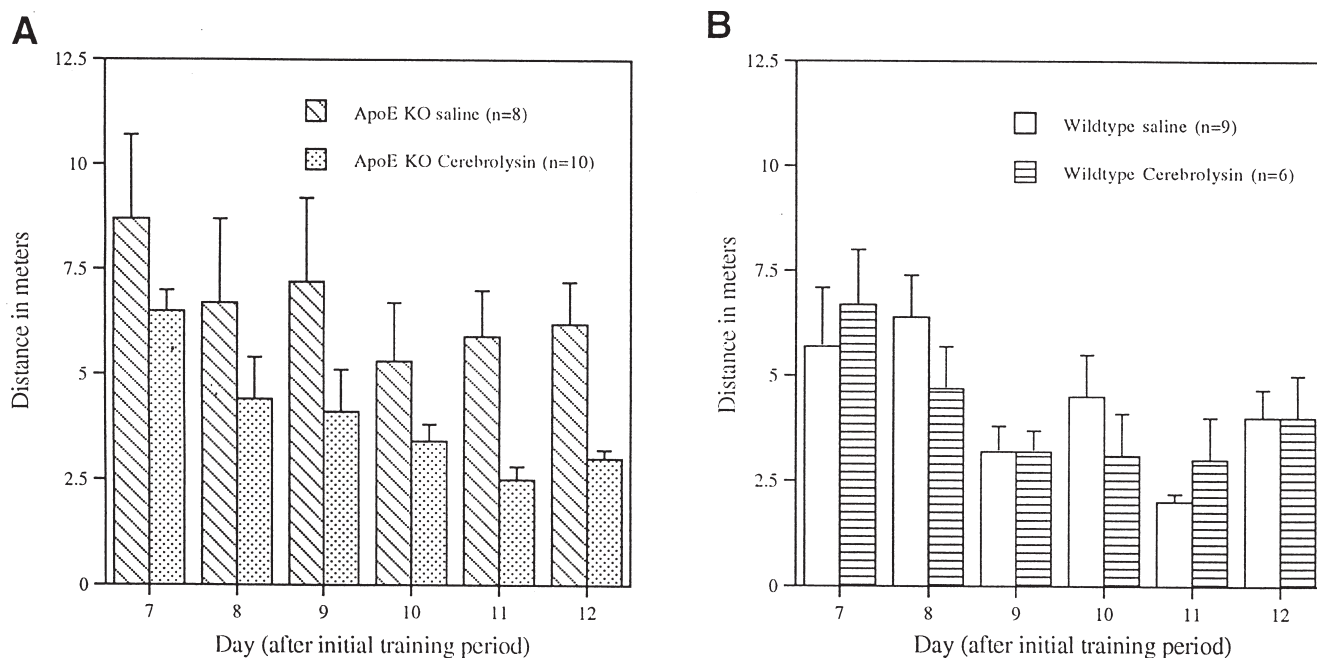 A
12.5
10
7.5
5
2.5
0
Distance in meters
ApoE KO saline (n=8)
ApoE KO Cerebrolysin (n=10)
7 8 9 10 11 12
Day (after initial training period)
B
12.5
10
7.5
5
2.5
0
Distance in meters
Wildtype saline (n=9)
Wildtype Cerebrolysin (n=6)
7 8 9 10 11 12
Day (after initial training period)